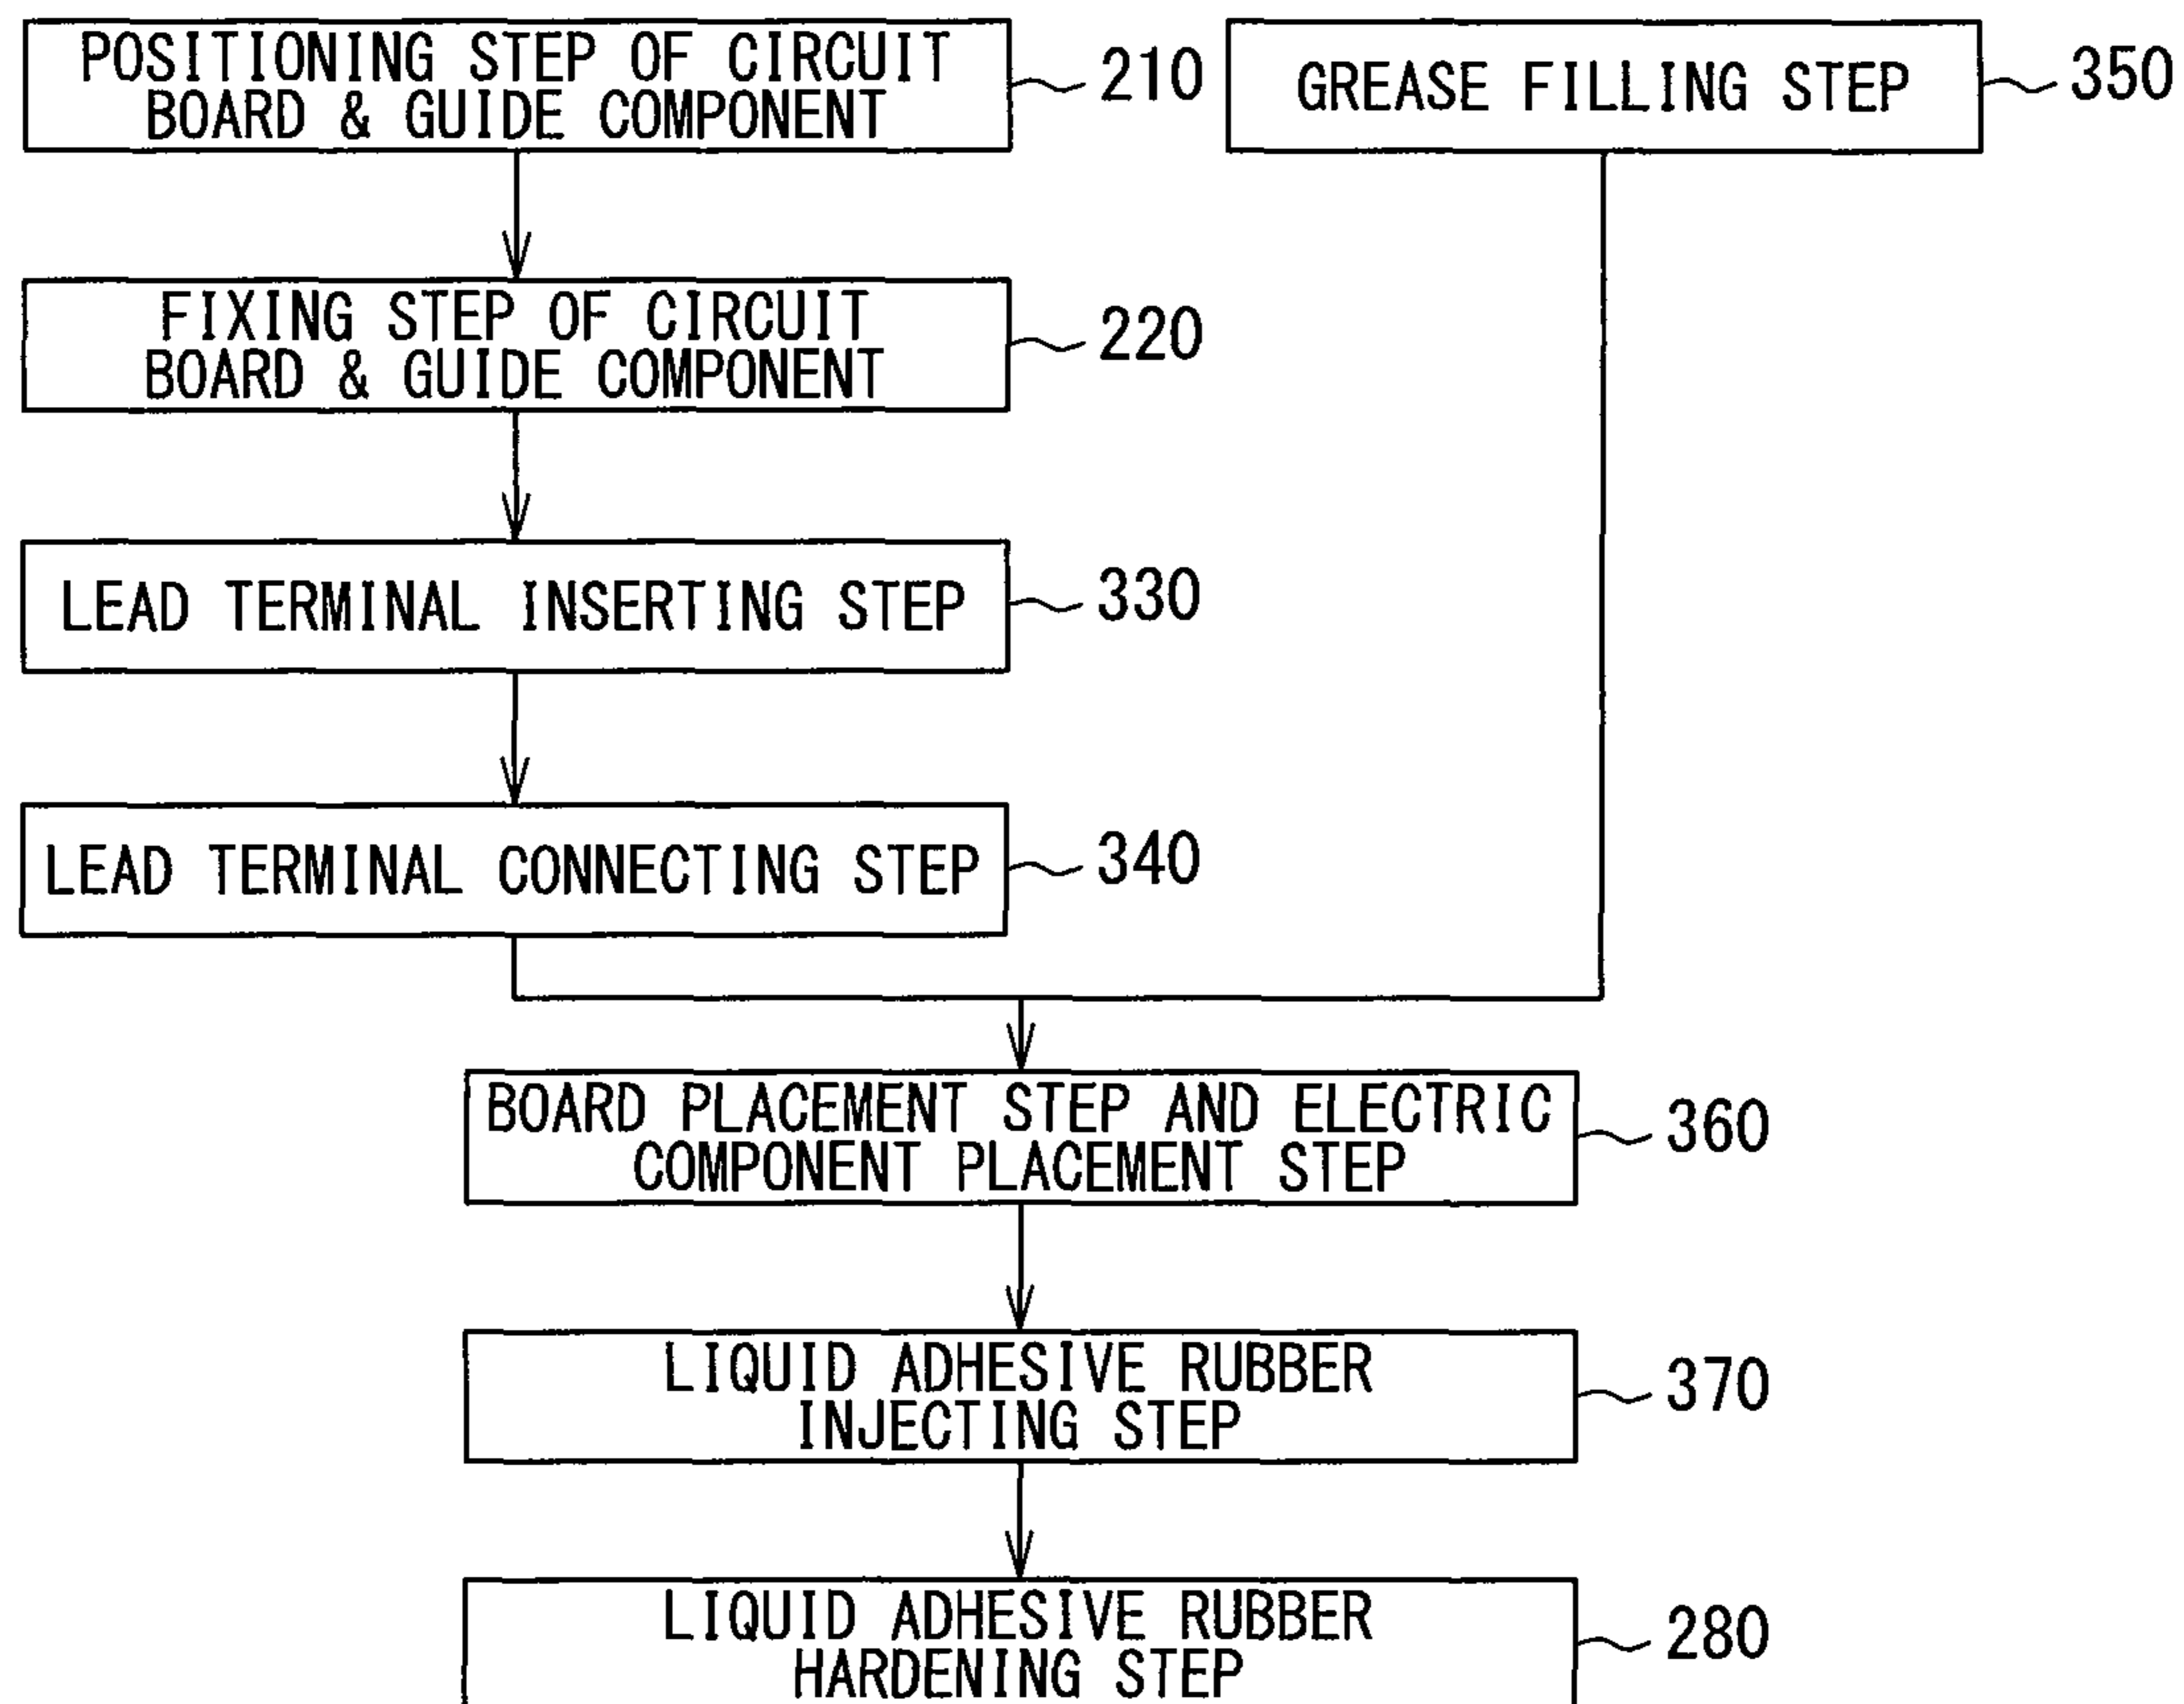 POSITIONING STEP OF CIRCUIT
BOARD & GUIDE COMPONENT
210
GREASE FILLING STEP
350
FIXING STEP OF CIRCUIT
BOARD & GUIDE COMPONENT
220
LEAD TERMINAL INSERTING STEP
330
LEAD TERMINAL CONNECTING STEP
340
BOARD PLACEMENT STEP AND ELECTRIC
COMPONENT PLACEMENT STEP
360
LIQUID ADHESIVE RUBBER
INJECTING STEP
370
LIQUID ADHESIVE RUBBER
HARDENING STEP
280